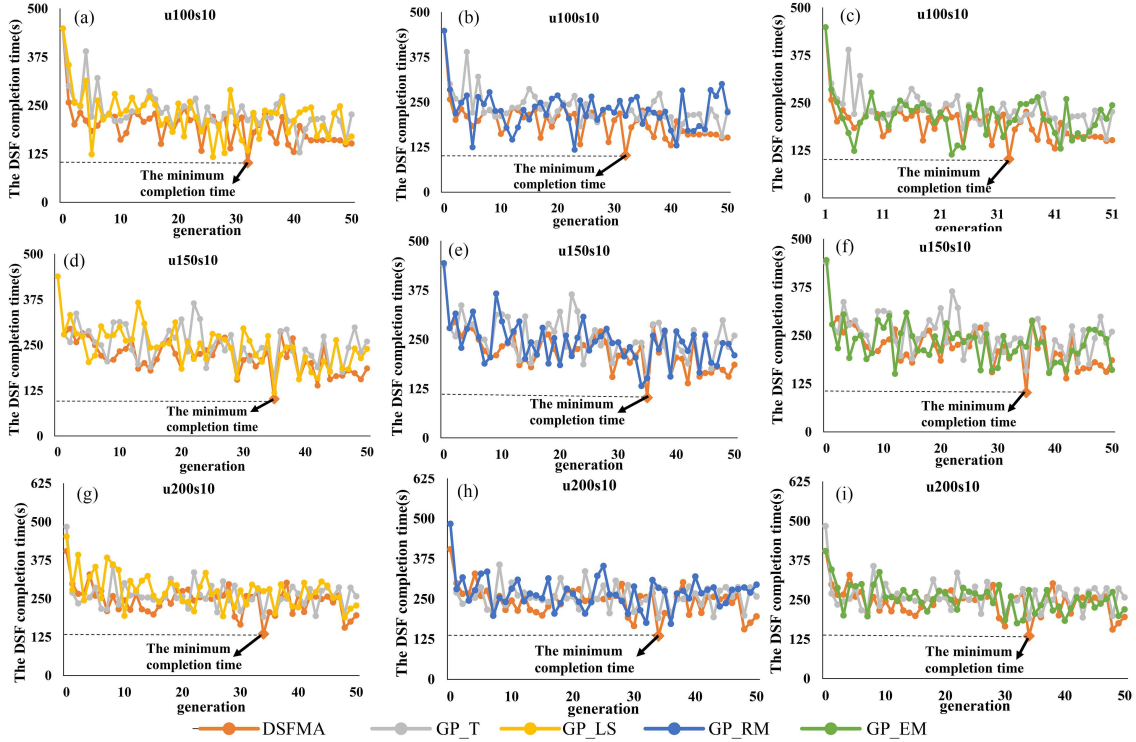 (a)
u100s10
The DSF completion time(s)
500
375
250
125
0
The minimum
completion time
0 10 20 30 40 50
generation
(b)
u100s10
The DSF completion time(s)
500
375
250
125
0
The minimum
completion time
0 10 20 30 40 50
generation
(c)
u100s10
The DSF completion time(s)
500
375
250
125
0
The minimum
completion time
1 11 21 31 41 51
generation
(d)
u150s10
The DSF completion time(s)
500
375
250
125
0
The minimum
completion time
0 10 20 30 40 50
generation
(e)
u150s10
The DSF completion time(s)
500
375
250
125
0
The minimum
completion time
0 10 20 30 40 50
generation
(f)
u150s10
The DSF completion time(s)
500
375
250
125
0
The minimum
completion time
0 10 20 30 40 50
generation
(g)
u200s10
The DSF completion time(s)
625
500
375
250
125
0
The minimum
completion time
0 10 20 30 40 50
generation
(h)
u200s10
The DSF completion time(s)
625
500
375
250
125
0
The minimum
completion time
0 10 20 30 40 50
generation
(i)
u200s10
The DSF completion time(s)
625
500
375
250
125
0
The minimum
completion time
0 10 20 30 40 50
generation
DSFMA GP_T GP_LS GP_RM GP_EM